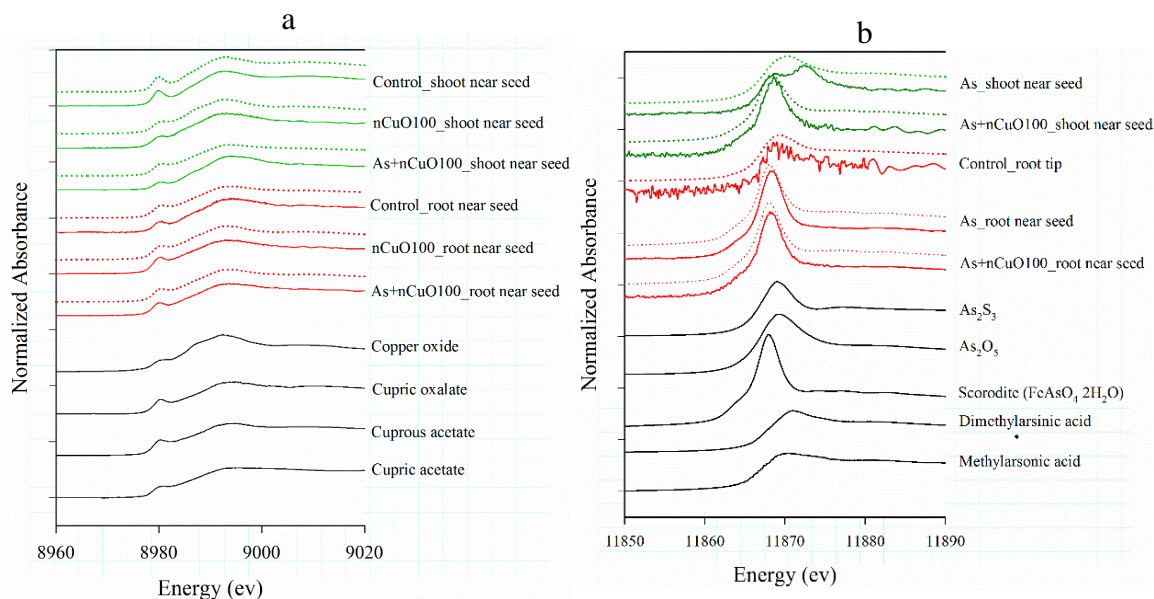 a
Normalized Absorbance
Control_shoot near seed
nCuO100_shoot near seed
As+nCuO100_shoot near seed
Control_root near seed
nCuO100_root near seed
As+nCuO100_root near seed
Copper oxide
Cupric oxalate
Cuprous acetate
Cupric acetate
8960 8980 9000 9020
Energy (ev)
b
Normalized Absorbance
As_shoot near seed
As+nCuO100_shoot near seed
Control_root tip
As_root near seed
As+nCuO100_root near seed
As₂S₃
As₂O₅
Scorodite (FeAsO₄ 2H₂O)
Dimethylarsinic acid
Methylarsonic acid
11850 11860 11870 11880 11890
Energy (ev)